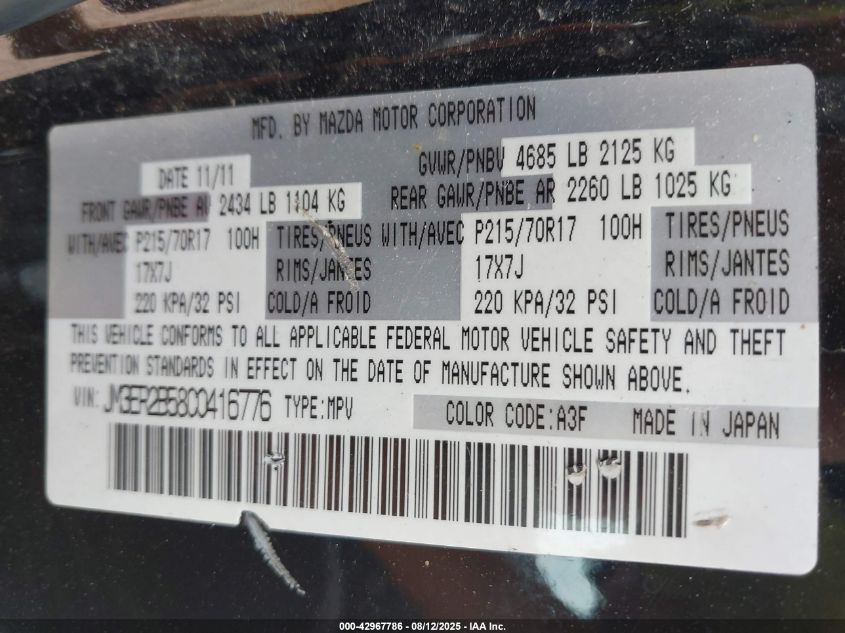 MFD. BY MAZDA MOTOR CORPORATION
DATE 11/11 GVWR/PNBV 4685 LB 2125 KG
FRONT GAWR/PNBE AV 2434 LB 1104 KG REAR GAWR/PNBE AR 2260 LB 1025 KG
WITH/AVEC P215/70R17 100H TIRES/PNEUS WITH/AVEC P215/70R17 100H TIRES/PNEUS
17X7J RIMS/JANTES 17X7J RIMS/JANTES
220 KPA/32 PSI COLD/A FROID 220 KPA/32 PSI COLD/A FROID
THIS VEHICLE CONFORMS TO ALL APPLICABLE FEDERAL MOTOR VEHICLE SAFETY AND THEFT
PREVENTION STANDARDS IN EFFECT ON THE DATE OF MANUFACTURE SHOWN ABOVE.
VIN: JM3ER2B58C0416776 TYPE:MPV COLOR CODE:A3F MADE IN JAPAN
000-42967786 - 08/12/2025 - IAA Inc.